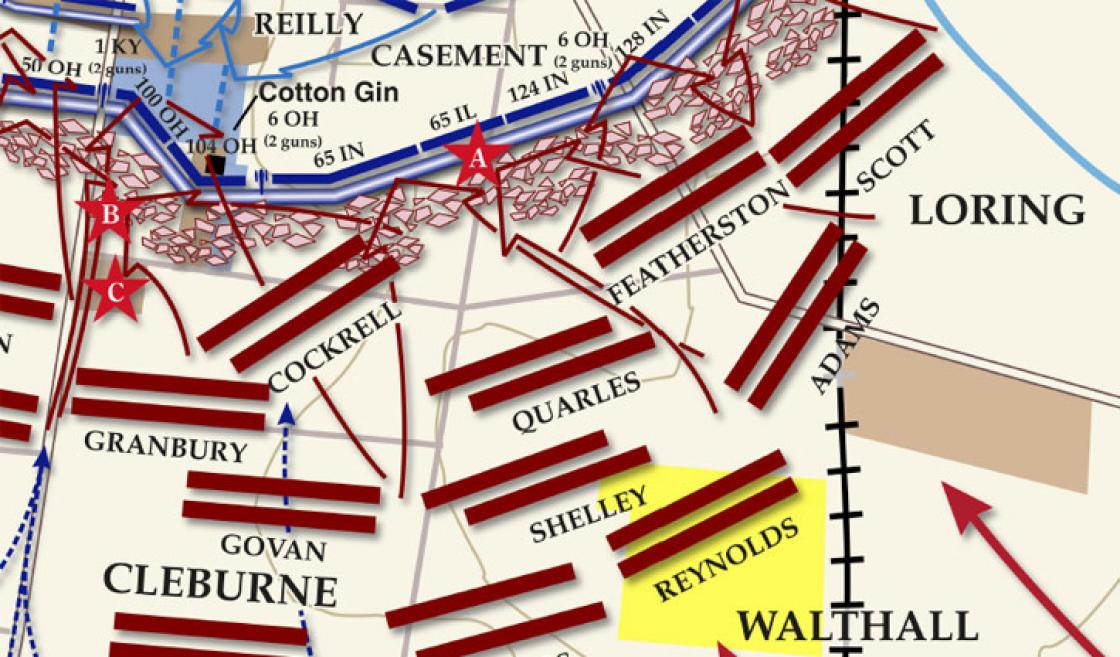 REILLY
1 KY
(2 guns)
50 OH
CASEMENT
6 OH
(2 guns)
128 IN
124 IN
65 IL
65 IN
100 OH
Cotton Gin
6 OH
(2 guns)
104 OH
A
B
C
SCOTT
LORING
FEATHERSTON
ADAMS
COCKRELL
QUARLES
GRANBURY
SHELLEY
REYNOLDS
GOVAN
CLEBURNE
WALTHALL
N